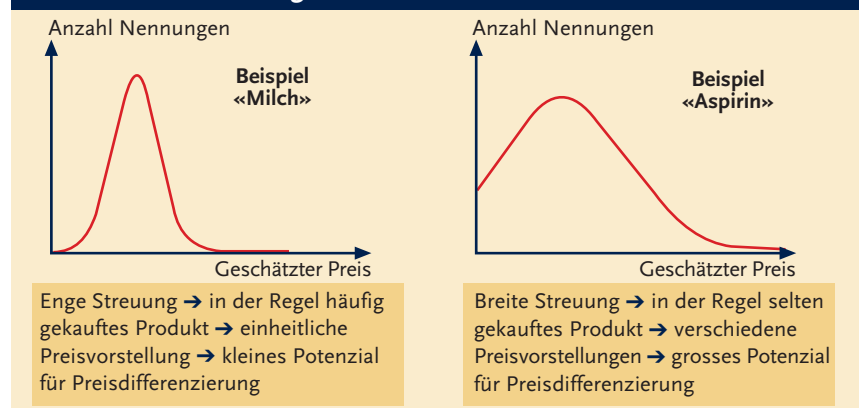 Anzahl Nennungen
Beispiel
«Milch»
Geschätzter Preis
Enge Streuung ➔ in der Regel häufig
gekauftes Produkt ➔ einheitliche
Preisvorstellung ➔ kleines Potenzial
für Preisdifferenzierung
Anzahl Nennungen
Beispiel
«Aspirin»
Geschätzter Preis
Breite Streuung ➔ in der Regel selten
gekauftes Produkt ➔ verschiedene
Preisvorstellungen ➔ grosses Potenzial
für Preisdifferenzierung